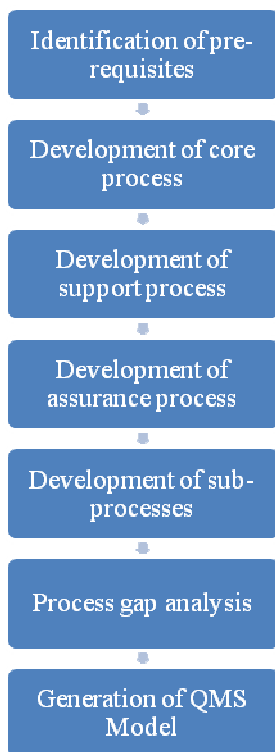 Identification of pre-
requisites
Development of core
process
Development of
support process
Development of
assurance process
Development of sub-
processes
Process gap analysis
Generation of QMS
Model